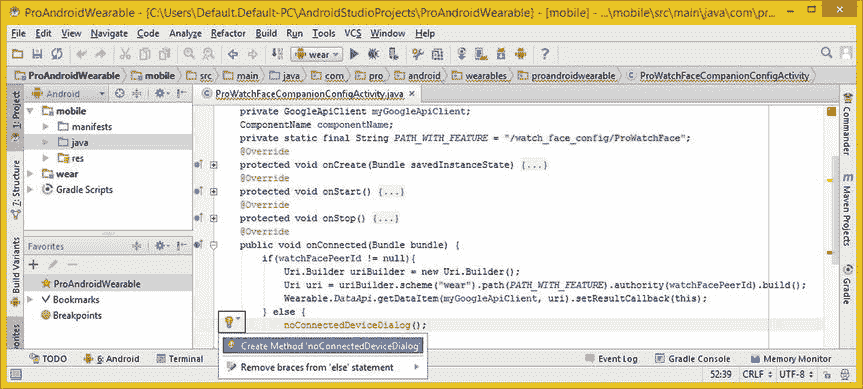 ProAndroidWearable - [C:\Users\Default.Default-PC\AndroidStudioProjects\ProAndroidWearable] - [mobile] - ...\mobile\src\main\java\com\pr...
File Edit View Navigate Code Analyze Refactor Build Run Tools VCS Window Help
wear
ProAndroidWearable mobile src main java com pro android wearables proandroidwearable ProWatchFaceCompanionConfigActivity
1: Project
7: Structure
Build Variants
Favorites
Android
mobile
manifests
java
res
wear
Gradle Scripts
Favorites
ProAndroidWearable
Bookmarks
Breakpoints
ProWatchFaceCompanionConfigActivity.java
private GoogleApiClient myGoogleApiClient;
ComponentName componentName;
private static final String PATH_WITH_FEATURE = "/watch_face_config/ProWatchFace";
@Override
protected void onCreate(Bundle savedInstanceState) {...}
@Override
protected void onStart() {...}
@Override
protected void onStop() {...}
@Override
public void onConnected(Bundle bundle) {
if(watchFacePeerId != null){
Uri.Builder uriBuilder = new Uri.Builder();
Uri uri = uriBuilder.scheme("wear").path(PATH_WITH_FEATURE).authority(watchFacePeerId).build();
Wearable.DataApi.getDataItem(myGoogleApiClient, uri).setResultCallback(this);
} else {
noConnectedDeviceDialog();
Create Method 'noConnectedDeviceDialog'
Remove braces from 'else' statement
Commander
Maven Projects
Gradle
TODO 6: Android Terminal Event Log Gradle Console Memory Monitor
52:39 CRLF UTF-8